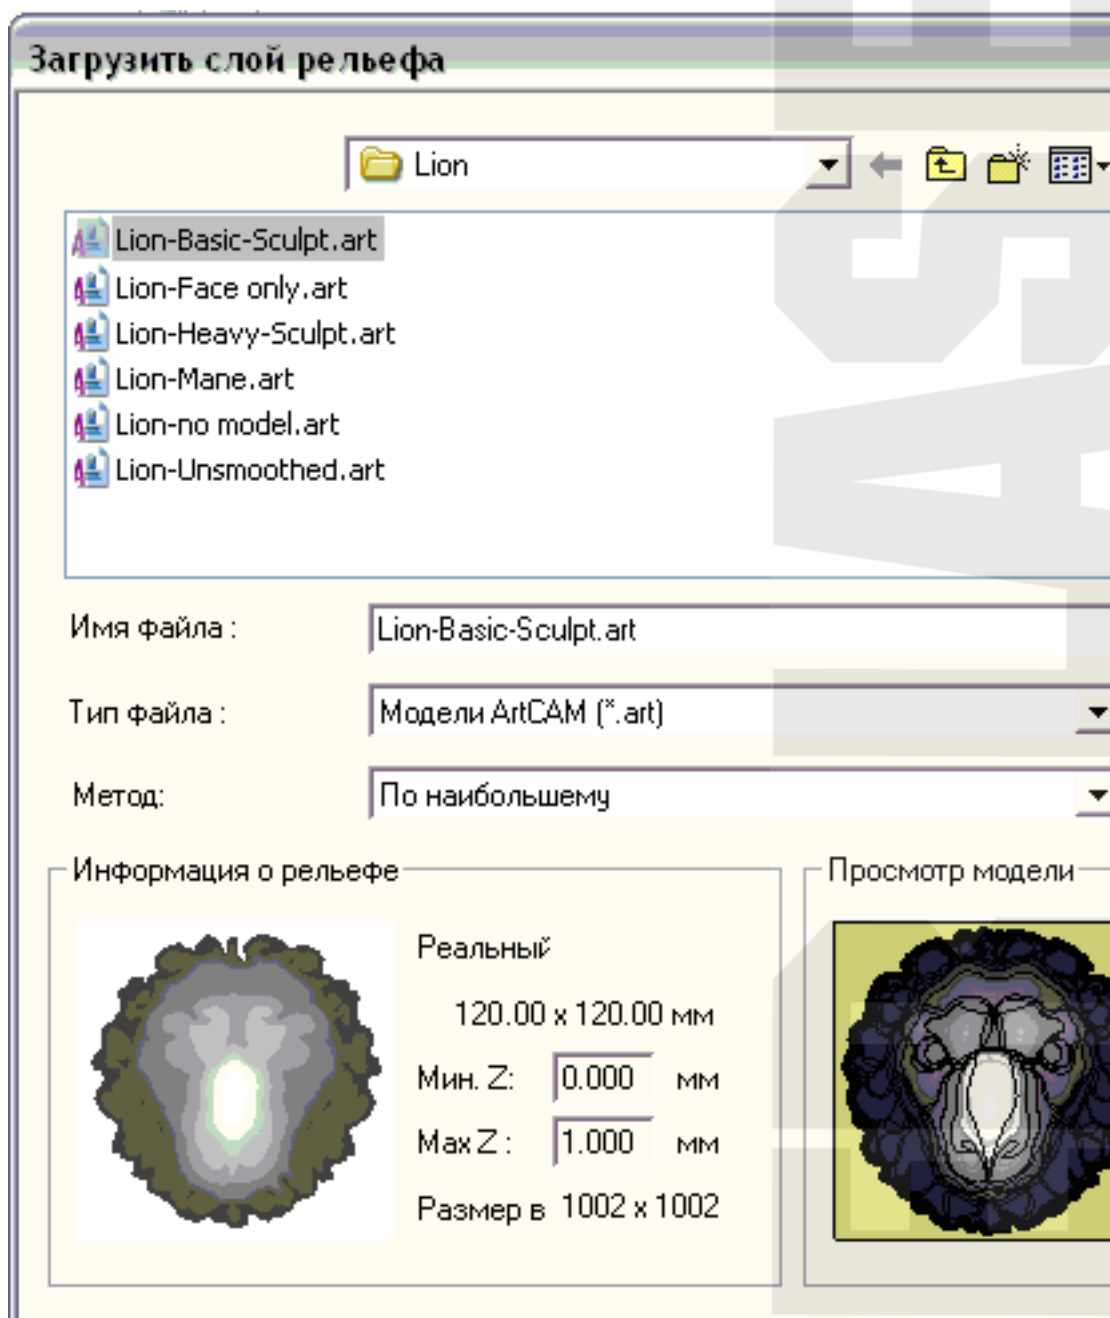 Загрузить слой рельефа
Lion
Lion-Basic-Sculpt.art
Lion-Face only.art
Lion-Heavy-Sculpt.art
Lion-Mane.art
Lion-no model.art
Lion-Unsmoothed.art
Имя файла : Lion-Basic-Sculpt.art
Тип файла : Модели ArtCAM (*.art)
Метод: По наибольшему
Информация о рельефе
Просмотр модели
Реальный
120.00 x 120.00 мм
Мин. Z: 0.000 мм
Max Z : 1.000 мм
Размер в 1002 x 1002